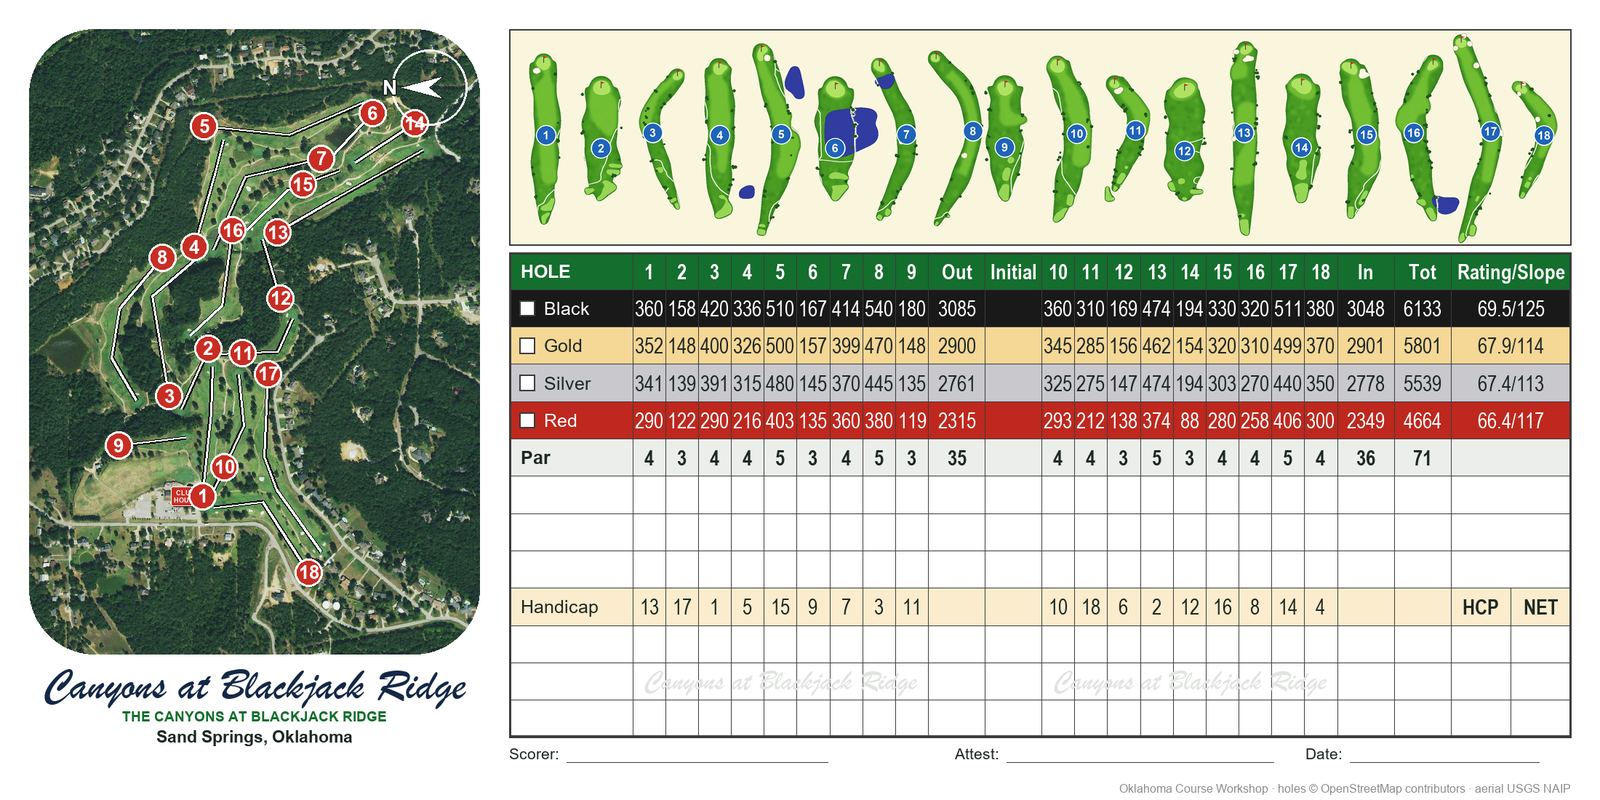 N
5
6
14
7
15
16
13
4
8
12
2
11
17
3
9
10
CLU
HOU
1
18
Canyons at Blackjack Ridge
THE CANYONS AT BLACKJACK RIDGE
Sand Springs, Oklahoma
1 2 3 4 5 6 7 8 9 10 11 12 13 14 15 16 17 18
HOLE 1 2 3 4 5 6 7 8 9 Out Initial 10 11 12 13 14 15 16 17 18 In Tot Rating/Slope
Black 360 158 420 336 510 167 414 540 180 3085 360 310 169 474 194 330 320 511 380 3048 6133 69.5/125
Gold 352 148 400 326 500 157 399 470 148 2900 345 285 156 462 154 320 310 499 370 2901 5801 67.9/114
Silver 341 139 391 315 480 145 370 445 135 2761 325 275 147 474 194 303 270 440 350 2778 5539 67.4/113
Red 290 122 290 216 403 135 360 380 119 2315 293 212 138 374 88 280 258 406 300 2349 4664 66.4/117
Par 4 3 4 4 5 3 4 5 3 35 4 4 3 5 3 4 4 5 4 36 71
Handicap 13 17 1 5 15 9 7 3 11 10 18 6 2 12 16 8 14 4 HCP NET
Canyons at Blackjack Ridge Canyons at Blackjack Ridge
Scorer: Attest: Date:
Oklahoma Course Workshop · holes © OpenStreetMap contributors · aerial USGS NAIP